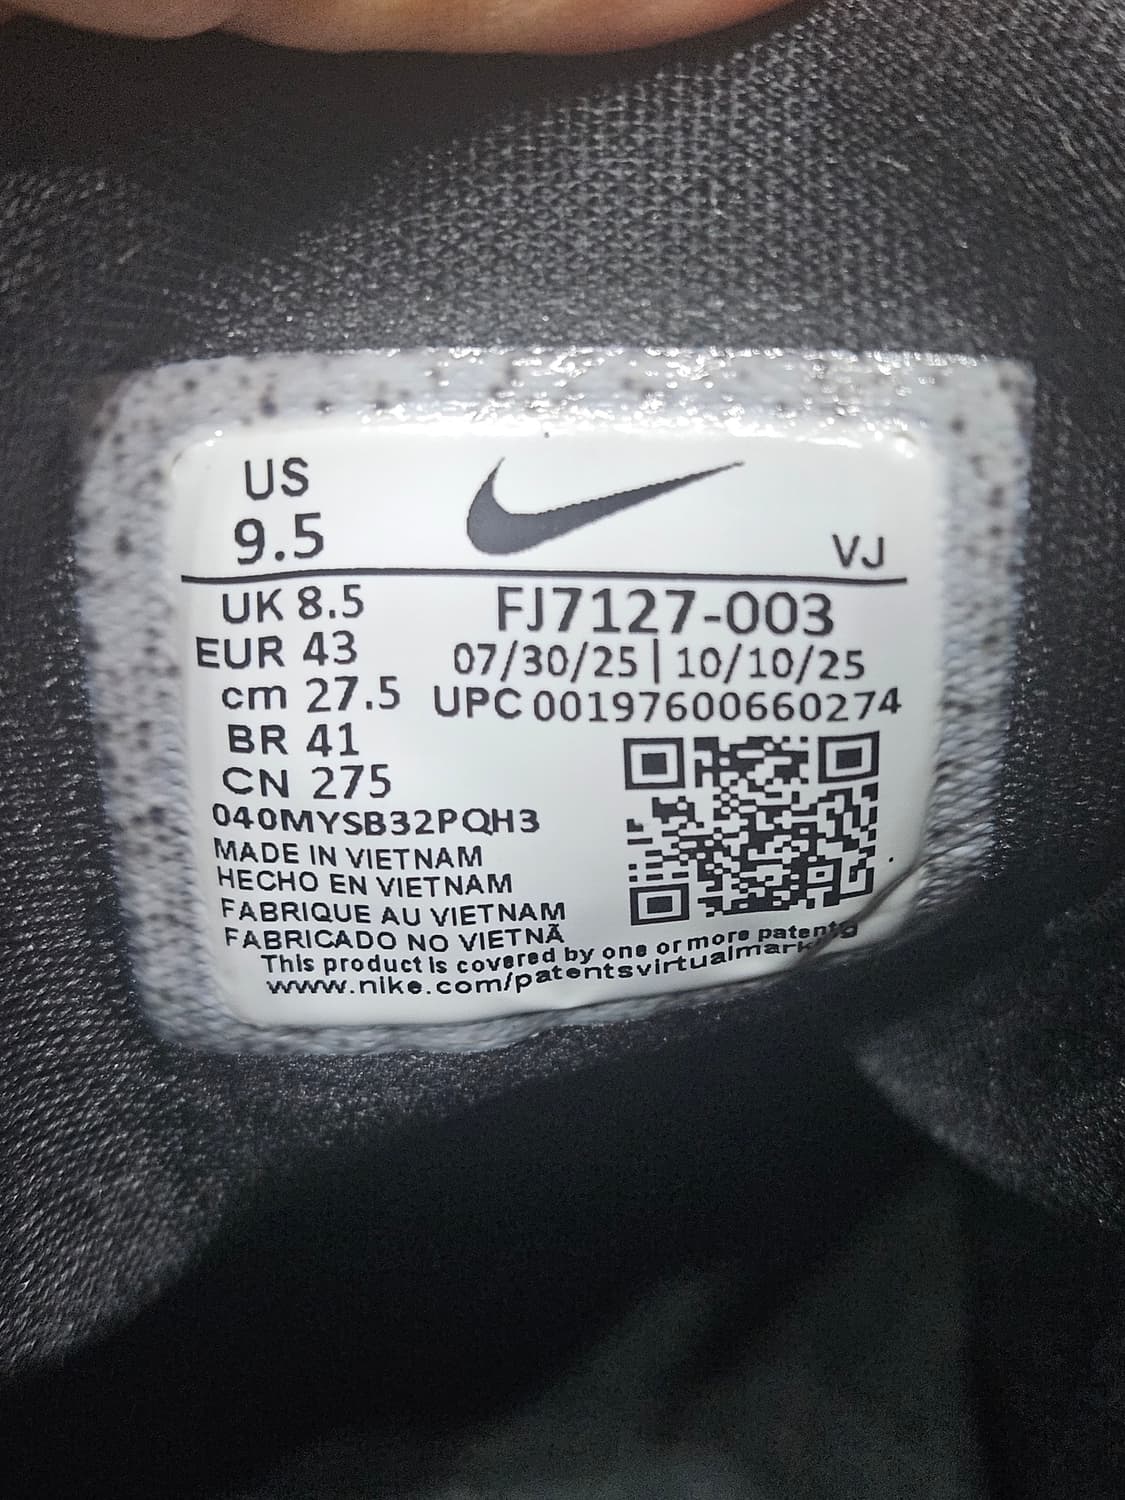 US
9.5
VJ
UK 8.5
EUR 43
cm 27.5
BR 41
CN 275
FJ7127-003
07/30/25 | 10/10/25
UPC 00197600660274
040MYSB32PQH3
MADE IN VIETNAM
HECHO EN VIETNAM
FABRIQUE AU VIETNAM
FABRICADO NO VIETNÃ
This product is covered by one or more patents
www.nike.com/patentsvirtualmark